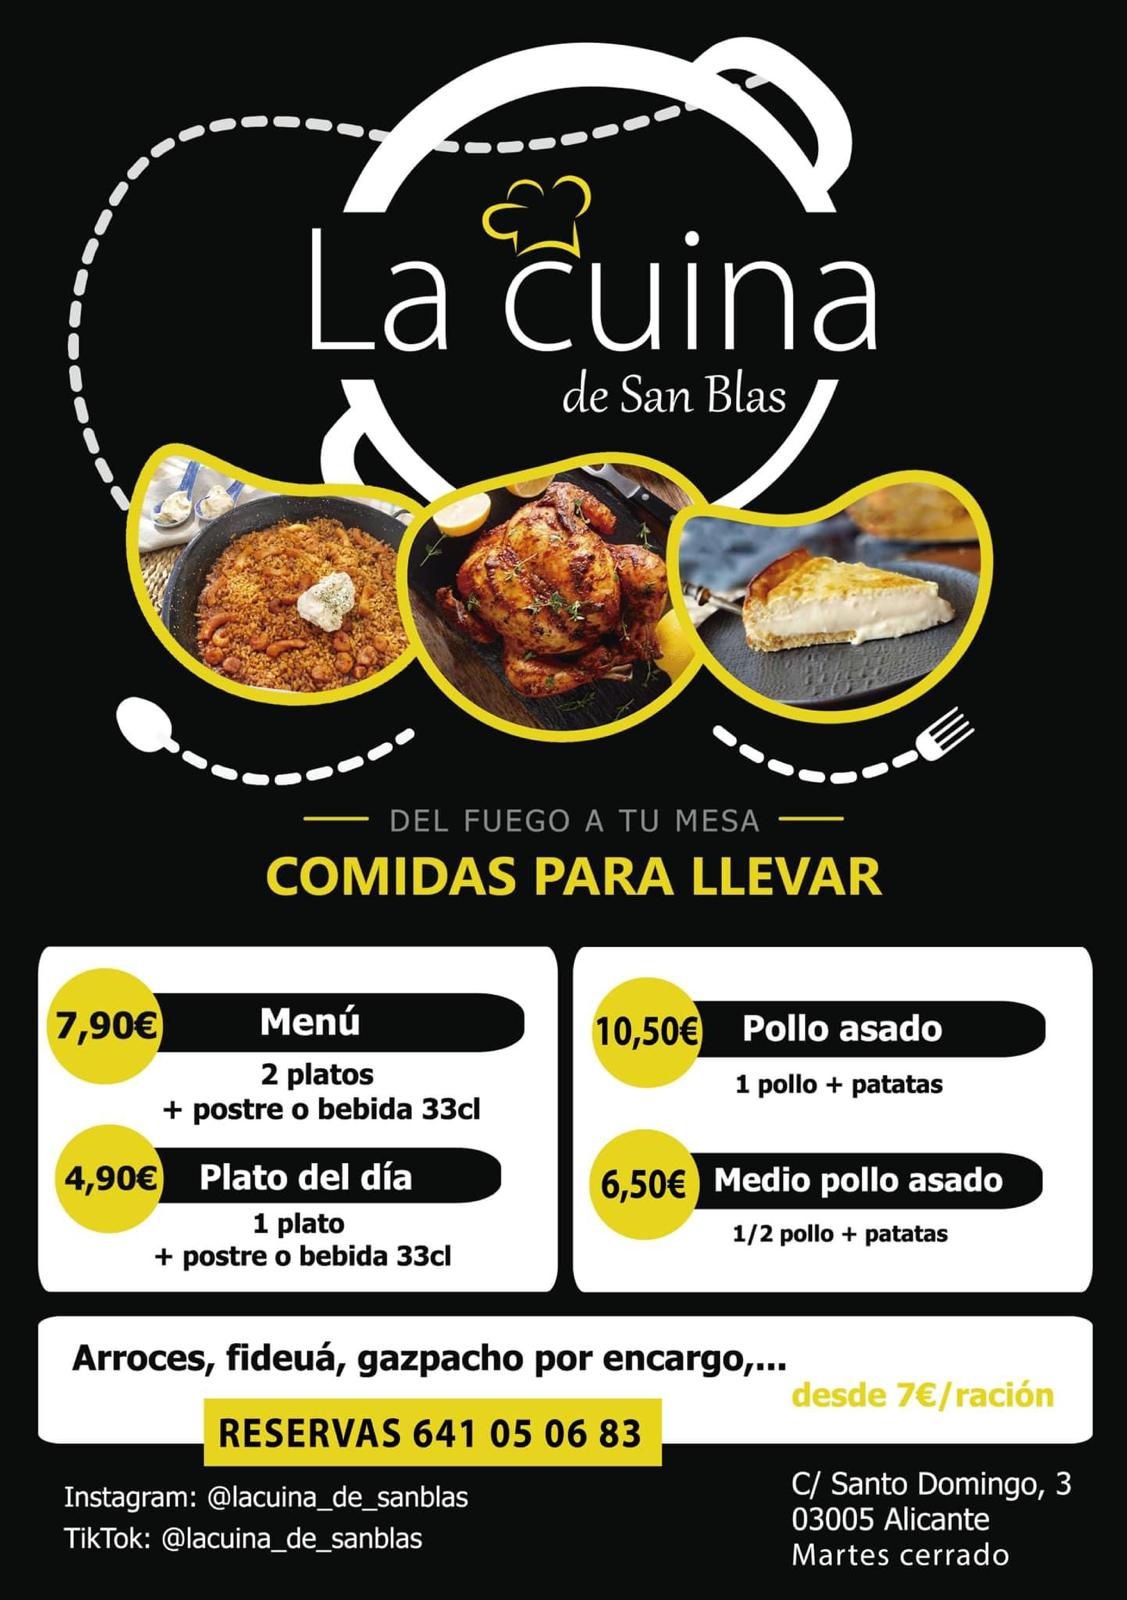 La cuina
de San Blas
DEL FUEGO A TU MESA
COMIDAS PARA LLEVAR
7,90€ Menú
2 platos
+ postre o bebida 33cl
4,90€ Plato del día
1 plato
+ postre o bebida 33cl
10,50€ Pollo asado
1 pollo + patatas
6,50€ Medio pollo asado
1/2 pollo + patatas
Arroces, fideuá, gazpacho por encargo,...
desde 7€/ración
RESERVAS 641 05 06 83
Instagram: @lacuina_de_sanblas
TikTok: @lacuina_de_sanblas
C/ Santo Domingo, 3
03005 Alicante
Martes cerrado